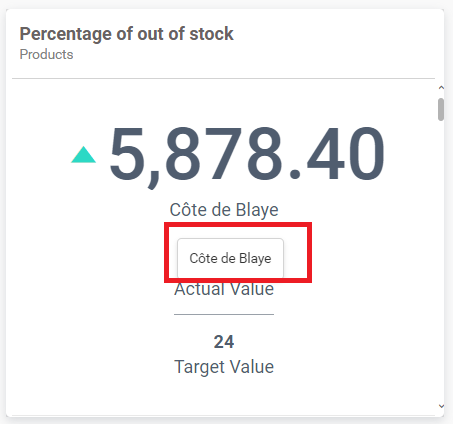 Percentage of out of stock
Products
5,878.40
Côte de Blaye
Côte de Blaye
Actual Value
24
Target Value